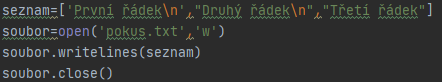 seznam=['První řádek\n',"Druhý řádek\n","Třetí řádek"]
soubor=open('pokus.txt','w')
soubor.writelines(seznam)
soubor.close()